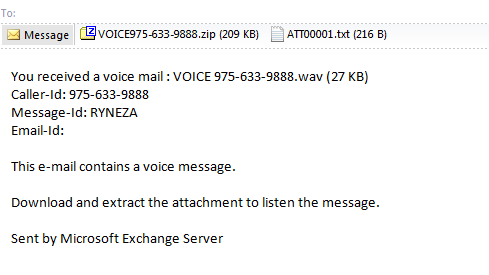 To:
Message VOICE975-633-9888.zip (209 KB) ATT00001.txt (216 B)
You received a voice mail : VOICE 975-633-9888.wav (27 KB)
Caller-Id: 975-633-9888
Message-Id: RYNEZA
Email-Id:
This e-mail contains a voice message.
Download and extract the attachment to listen the message.
Sent by Microsoft Exchange Server